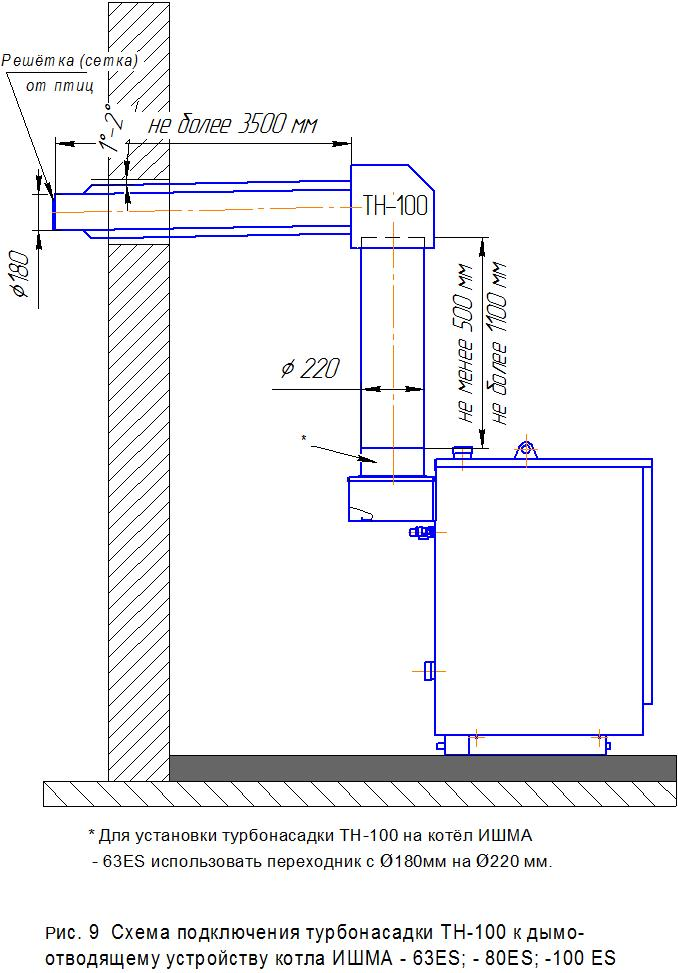 Решётка (сетка)
от птиц
1°-2°
не более 3500 мм
ТН-100
ϕ180
ϕ 220
не менее 500 мм
не более 1100 мм
*
* Для установки турбонасадки ТН-100 на котёл ИШМА
- 63ES использовать переходник с Ø180мм на Ø220 мм.
Рис. 9 Схема подключения турбонасадки ТН-100 к дымо-
отводящему устройству котла ИШМА - 63ES; - 80ES; -100 ES